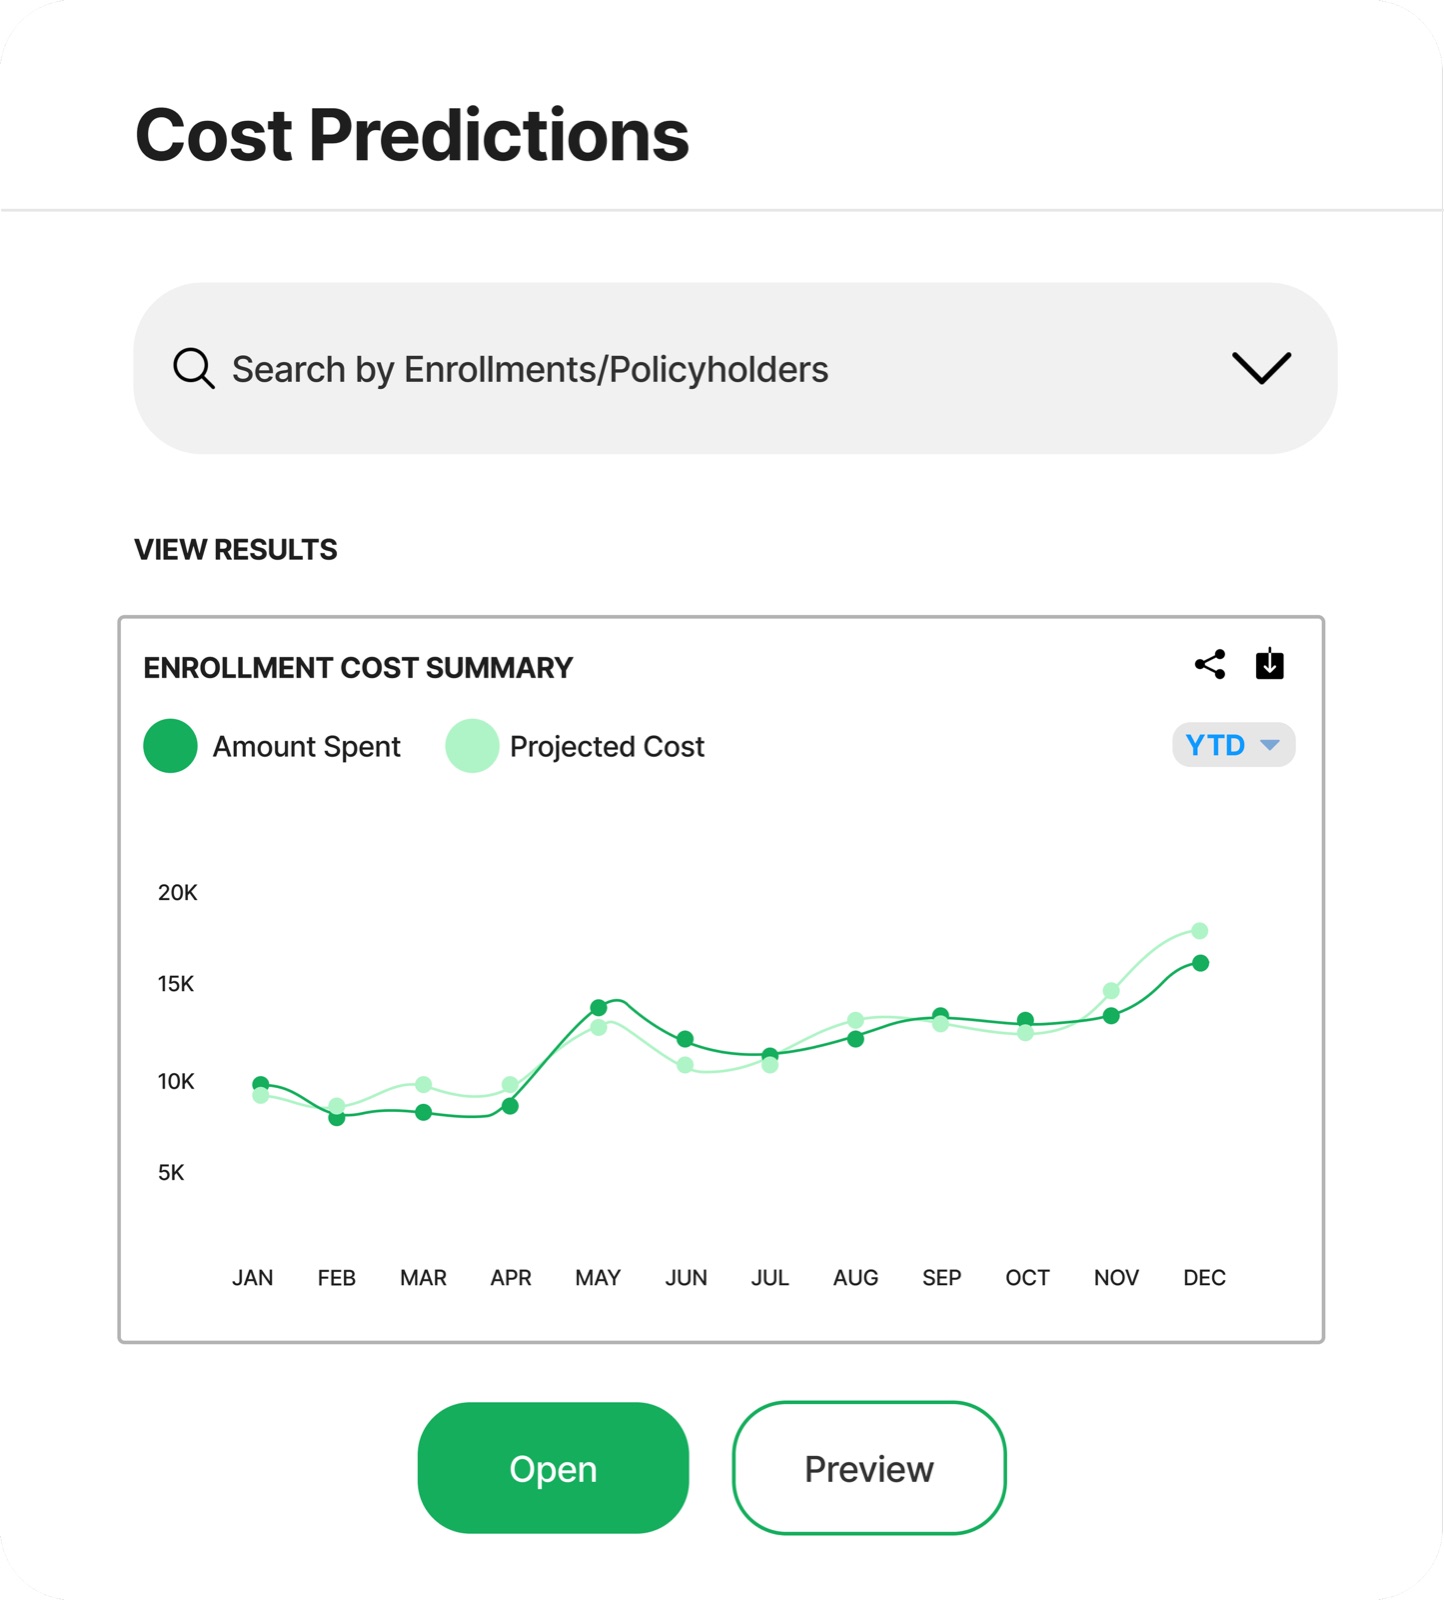 Cost Predictions
Search by Enrollments/Policyholders
VIEW RESULTS
ENROLLMENT COST SUMMARY
Amount Spent Projected Cost YTD
20K
15K
10K
5K
JAN FEB MAR APR MAY JUN JUL AUG SEP OCT NOV DEC
Open Preview